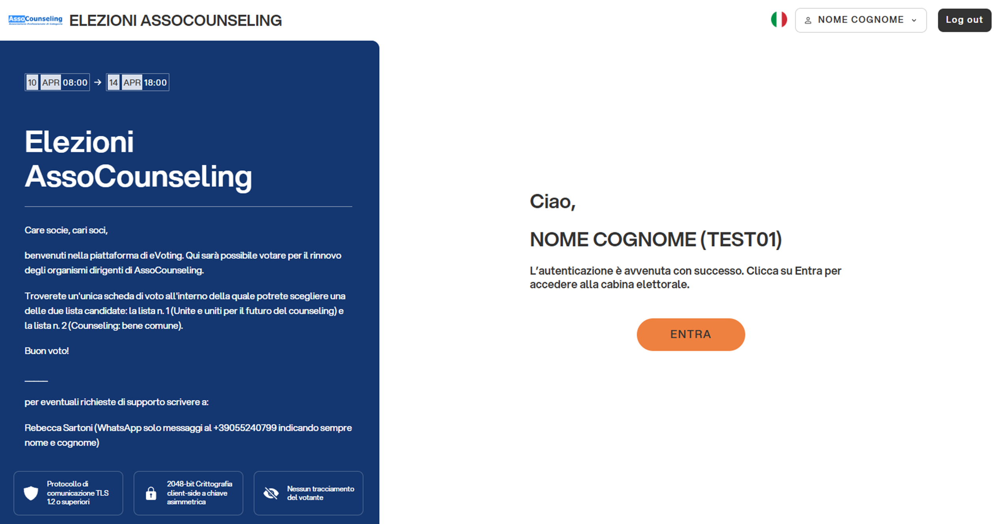 AssoCounseling
Associazione Professionale di Categoria
ELEZIONI ASSOCOUNSELING
NOME COGNOME
Log out
10 APR 08:00 → 14 APR 18:00
Elezioni
AssoCounseling
Care socie, cari soci,
benvenuti nella piattaforma di eVoting. Qui sarà possibile votare per il rinnovo
degli organismi dirigenti di AssoCounseling.
Troverete un'unica scheda di voto all'interno della quale potrete scegliere una
delle due lista candidate: la lista n. 1 (Unite e uniti per il futuro del counseling) e
la lista n. 2 (Counseling: bene comune).
Buon voto!
_____
per eventuali richieste di supporto scrivere a:
Rebecca Sartoni (WhatsApp solo messaggi al +39055240799 indicando sempre
nome e cognome)
Protocollo di
comunicazione TLS
1.2 o superiori
2048-bit Crittografia
client-side a chiave
asimmetrica
Nessun tracciamento
del votante
Ciao,
NOME COGNOME (TEST01)
L'autenticazione è avvenuta con successo. Clicca su Entra per
accedere alla cabina elettorale.
ENTRA